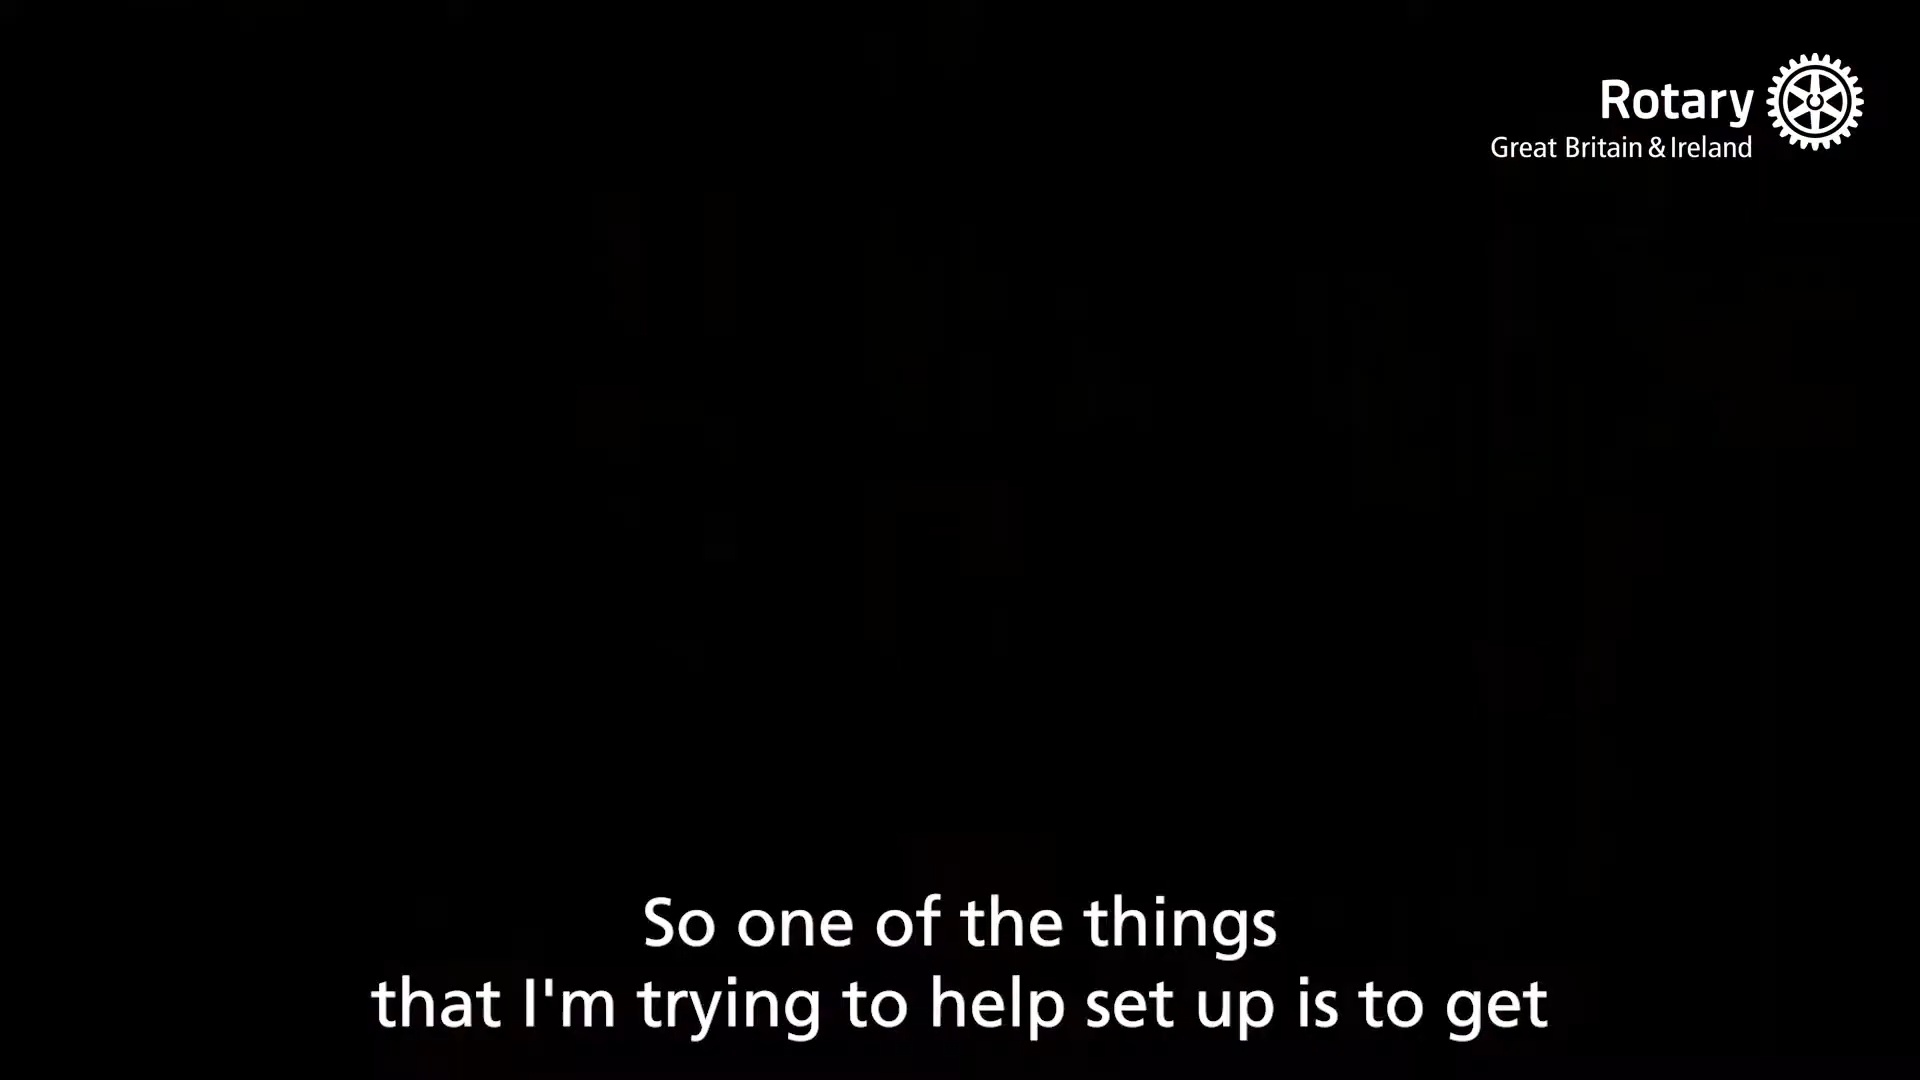 Rotary
Great Britain & Ireland
So one of the things
that I'm trying to help set up is to get